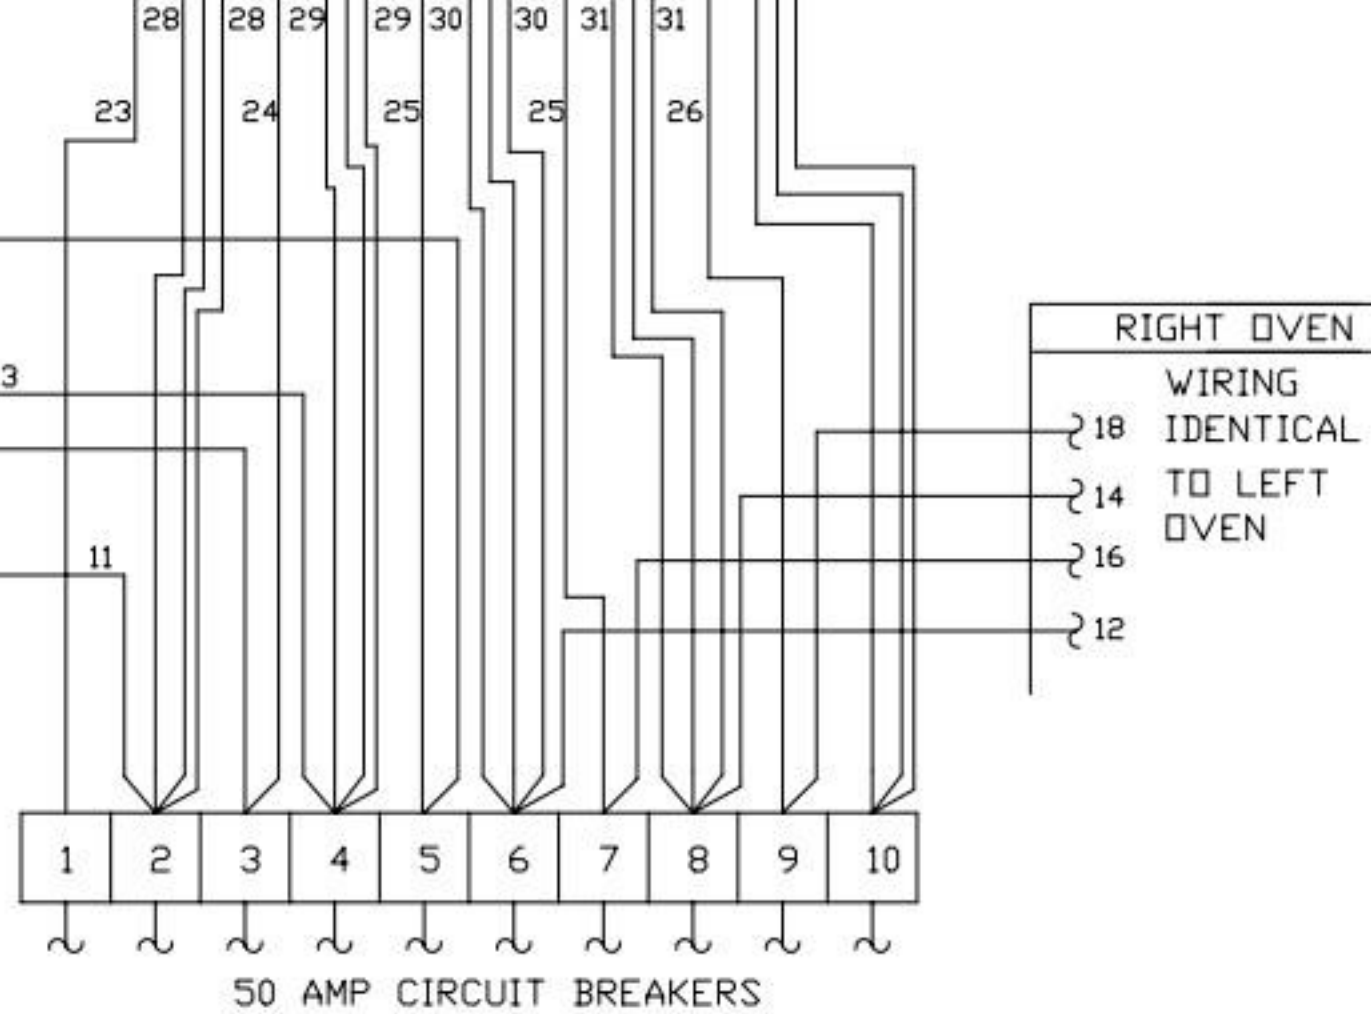 28 28 29 29 30 30 31 31
23 24 25 25 26
RIGHT OVEN
3
WIRING
18 IDENTICAL
14 TO LEFT
OVEN
11
16
12
1 2 3 4 5 6 7 8 9 10
50 AMP CIRCUIT BREAKERS